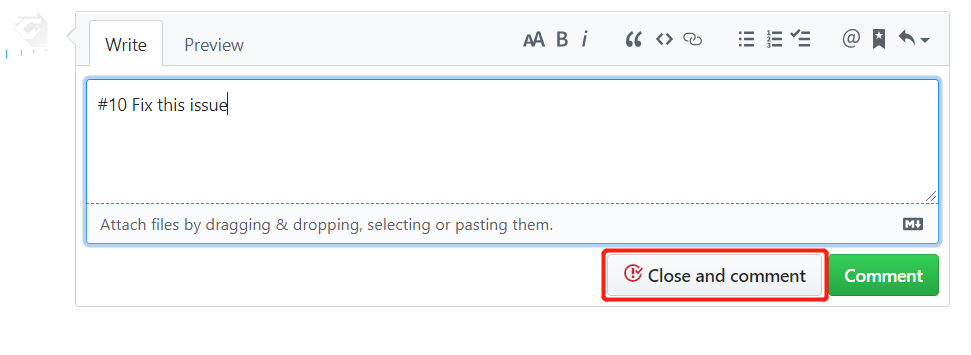 Write Preview AA B i @
#10 Fix this issue
Attach files by dragging & dropping, selecting or pasting them. M↓
Close and comment Comment